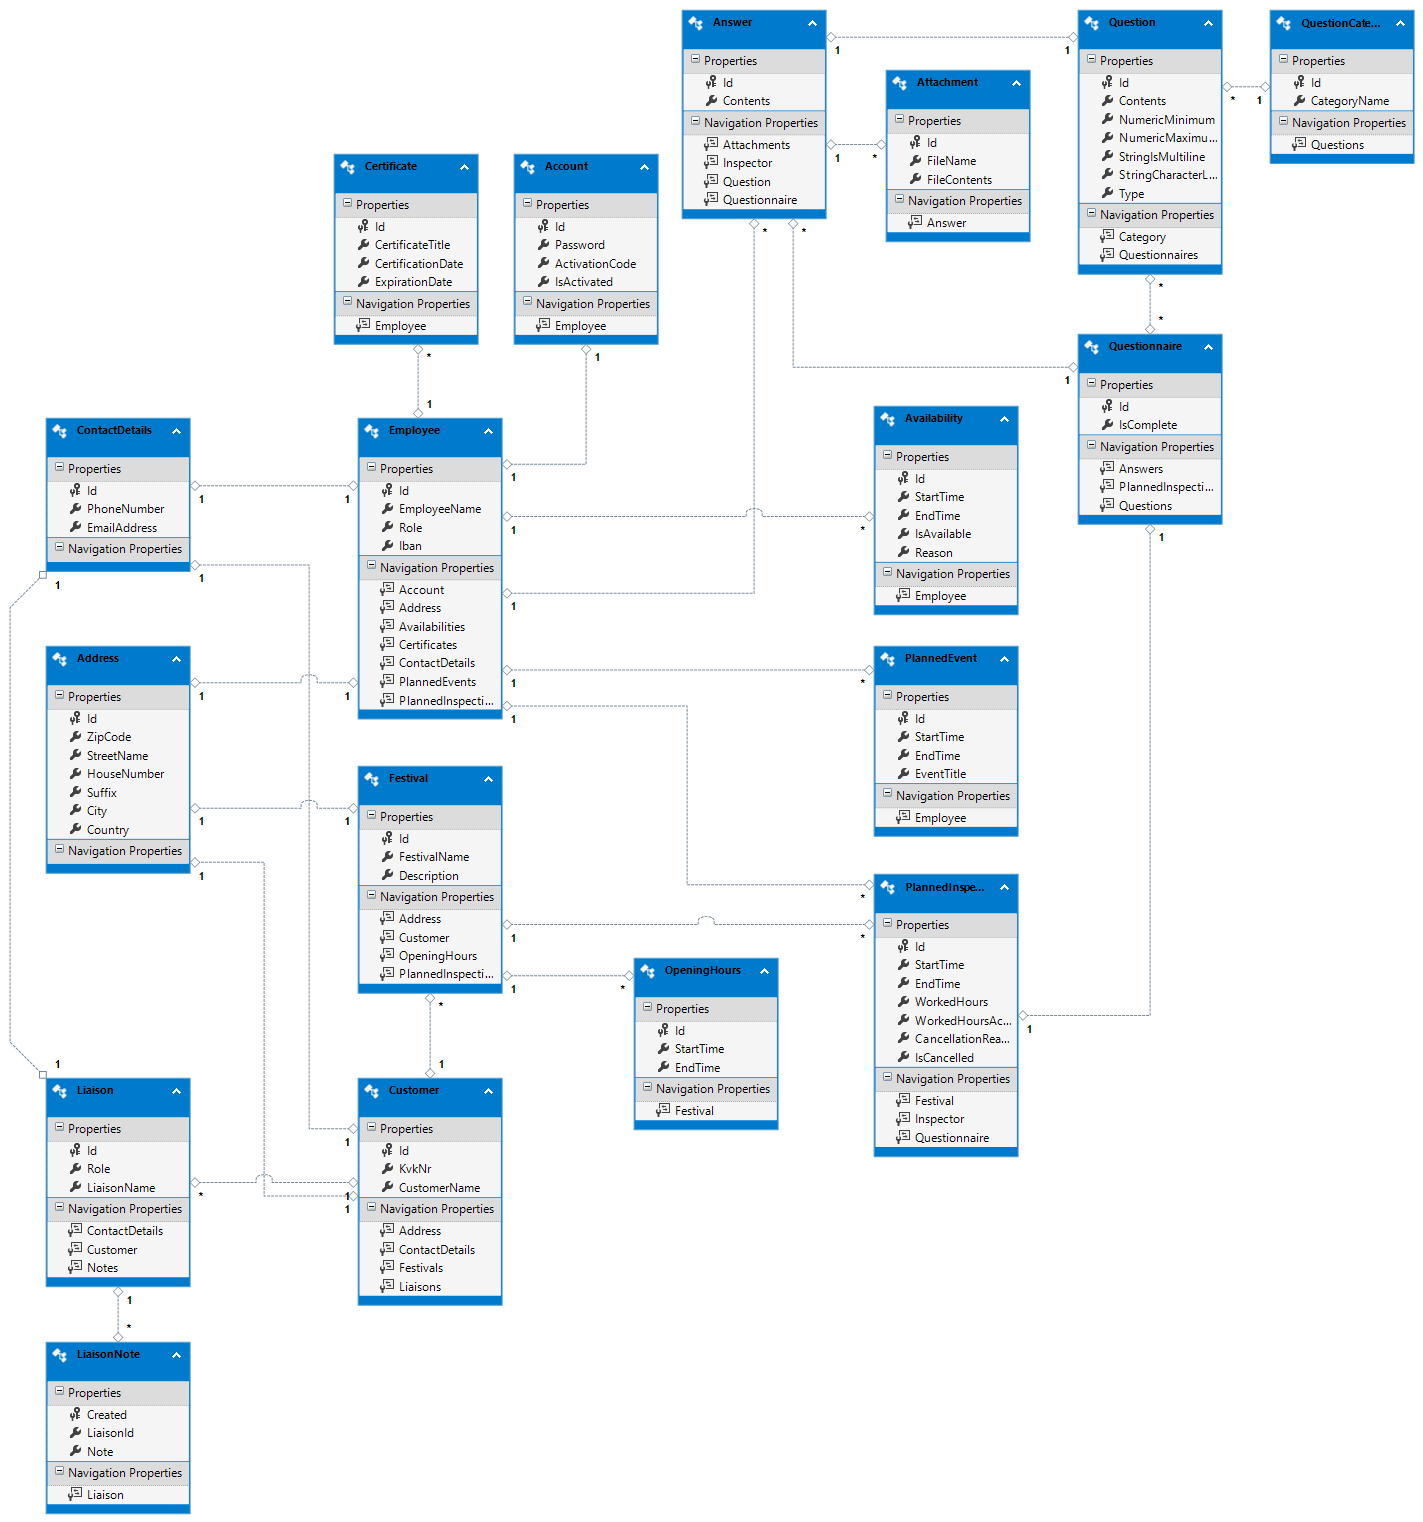 Answer
Properties
Id
Contents
Navigation Properties
Attachments
Inspector
Question
Questionnaire
1
*
*
1
Attachment
Properties
Id
FileName
FileContents
Navigation Properties
Answer
*
Question
Properties
Id
Contents
NumericMinimum
NumericMaximu...
StringIsMultiline
StringCharacterL...
Type
Navigation Properties
Category
Questionnaires
1
*
*
QuestionCate...
Properties
Id
CategoryName
Navigation Properties
Questions
1
Certificate
Properties
Id
CertificateTitle
CertificationDate
ExpirationDate
Navigation Properties
Employee
*
Account
Properties
Id
Password
ActivationCode
IsActivated
Navigation Properties
Employee
1
Questionnaire
Properties
Id
IsComplete
Navigation Properties
Answers
PlannedInspecti...
Questions
*
1
1
ContactDetails
Properties
Id
PhoneNumber
EmailAddress
Navigation Properties
1
1
1
Employee
Properties
Id
EmployeeName
Role
Iban
Navigation Properties
Account
Address
Availabilities
Certificates
ContactDetails
PlannedEvents
PlannedInspecti...
1
1
1
1
1
1
1
1
Availability
Properties
Id
StartTime
EndTime
IsAvailable
Reason
Navigation Properties
Employee
*
Address
Properties
Id
ZipCode
StreetName
HouseNumber
Suffix
City
Country
Navigation Properties
1
1
1
PlannedEvent
Properties
Id
StartTime
EndTime
EventTitle
Navigation Properties
Employee
*
Festival
Properties
Id
FestivalName
Description
Navigation Properties
Address
Customer
OpeningHours
PlannedInspecti...
1
1
1
*
OpeningHours
Properties
Id
StartTime
EndTime
Navigation Properties
Festival
*
PlannedInspe...
Properties
Id
StartTime
EndTime
WorkedHours
WorkedHoursAc...
CancellationRea...
IsCancelled
Navigation Properties
Festival
Inspector
Questionnaire
*
*
1
Liaison
Properties
Id
Role
LiaisonName
Navigation Properties
ContactDetails
Customer
Notes
1
*
1
Customer
Properties
Id
KvkNr
CustomerName
Navigation Properties
Address
ContactDetails
Festivals
Liaisons
1
1
1
1
LiaisonNote
Properties
Created
LiaisonId
Note
Navigation Properties
Liaison
*